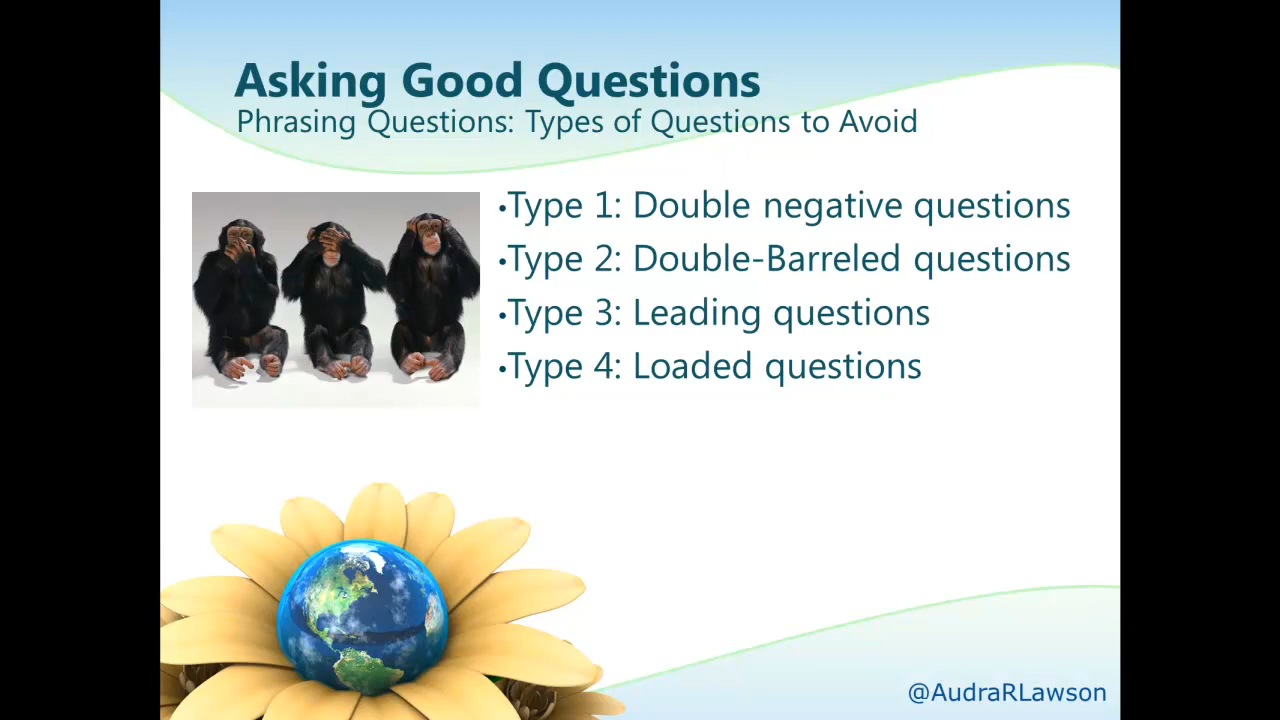 Asking Good Questions
Phrasing Questions: Types of Questions to Avoid
•Type 1: Double negative questions
•Type 2: Double-Barreled questions
•Type 3: Leading questions
•Type 4: Loaded questions
@AudraRLawson